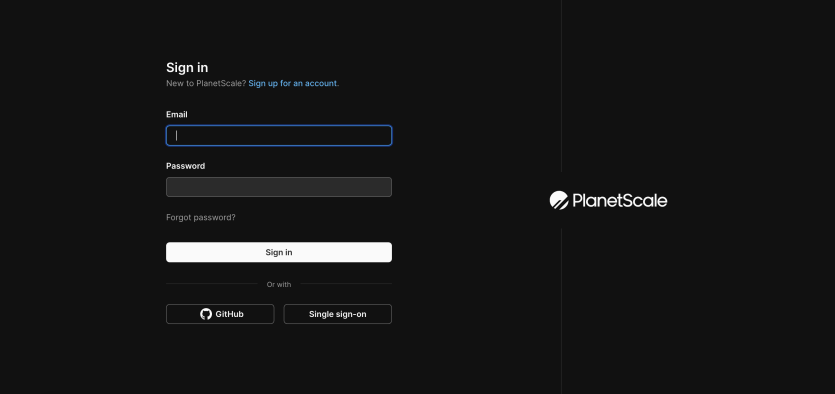 Sign in
New to PlanetScale? Sign up for an account.
Email
Password
Forgot password?
Sign in
Or with
GitHub
Single sign-on
PlanetScale